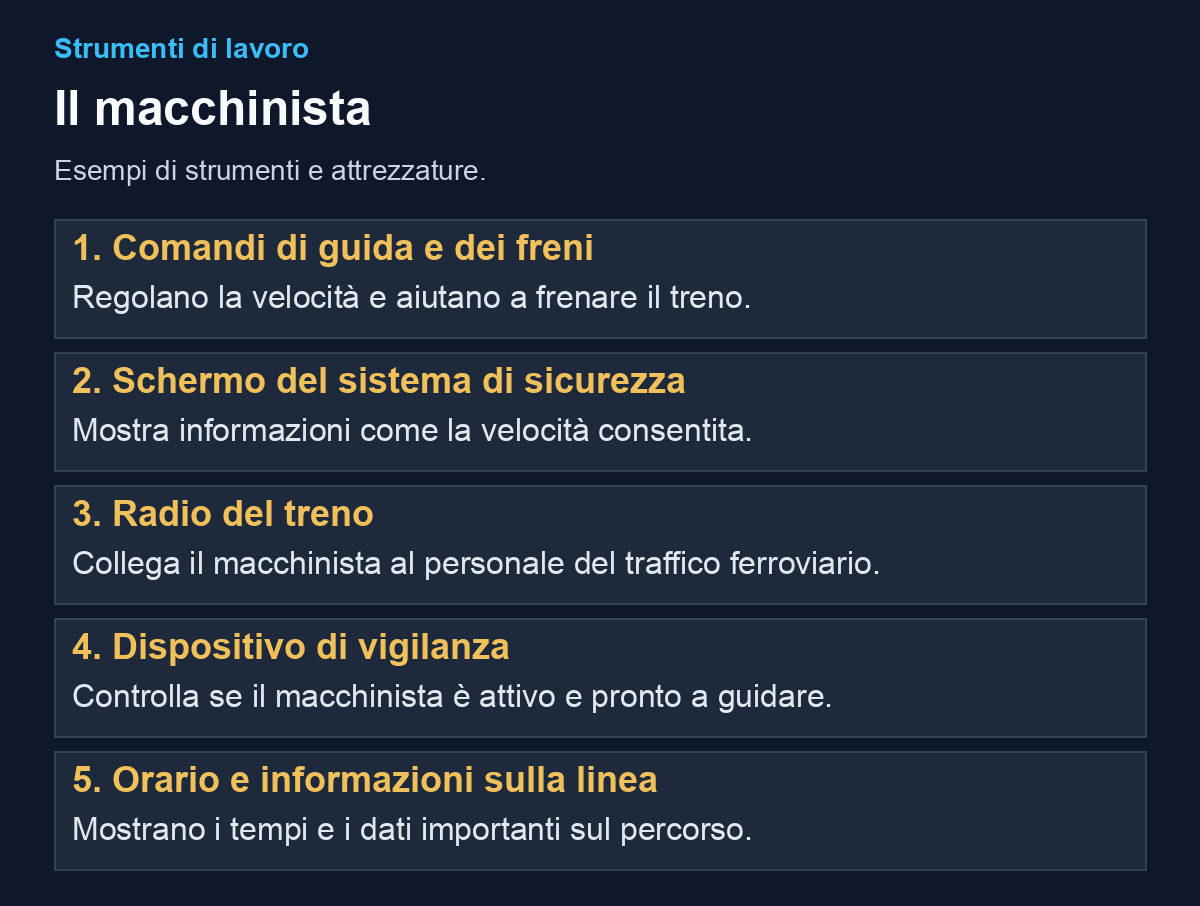 Strumenti di lavoro
Il macchinista
Esempi di strumenti e attrezzature.
1. Comandi di guida e dei freni
Regolano la velocità e aiutano a frenare il treno.
2. Schermo del sistema di sicurezza
Mostra informazioni come la velocità consentita.
3. Radio del treno
Collega il macchinista al personale del traffico ferroviario.
4. Dispositivo di vigilanza
Controlla se il macchinista è attivo e pronto a guidare.
5. Orario e informazioni sulla linea
Mostrano i tempi e i dati importanti sul percorso.